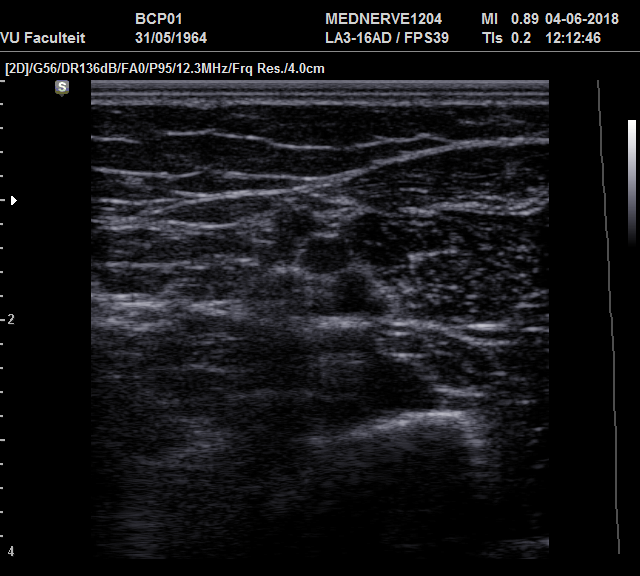 BCP01 MEDNERVE1204 MI 0.89 04-06-2018
VU Faculteit 31/05/1964 LA3-16AD / FPS39 TIs 0.2 12:12:46
[2D]/G56/DR136dB/FA0/P95/12.3MHz/Frq Res./4.0cm
S
2
4